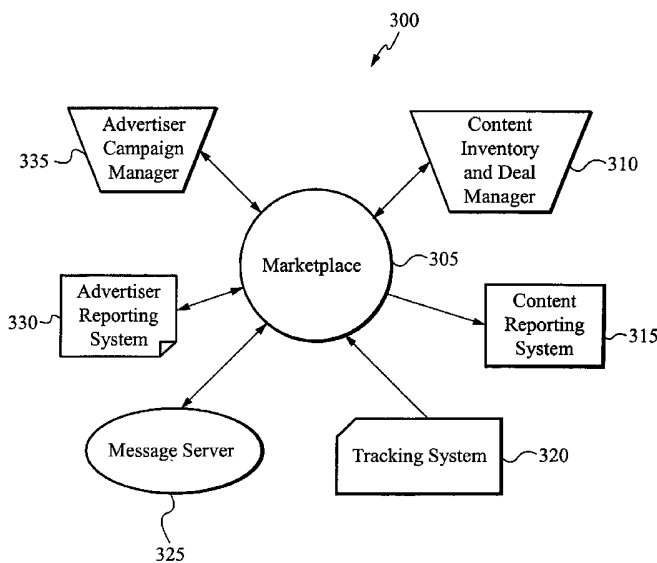 300
Advertiser
Campaign
Manager
335
Content
Inventory
and Deal
Manager
310
Marketplace
305
Advertiser
Reporting
System
330
Content
Reporting
System
315
Message Server
325
Tracking System
320